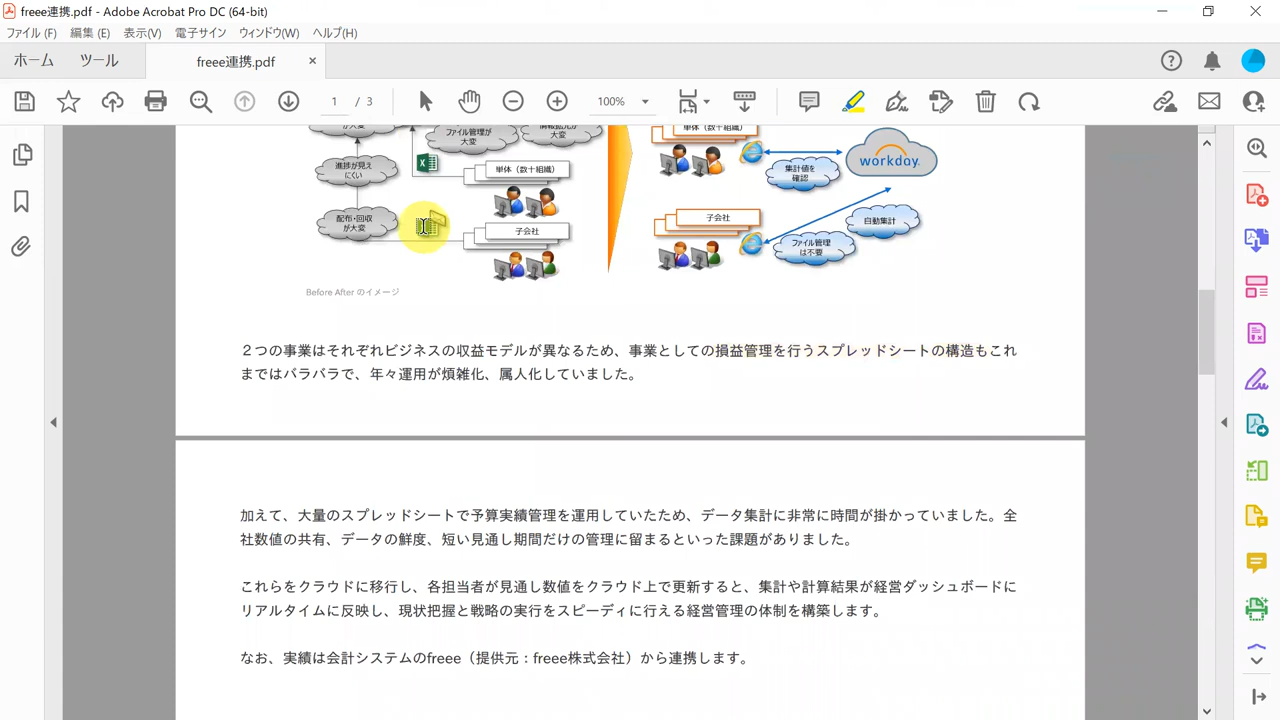 freee連携.pdf - Adobe Acrobat Pro DC (64-bit)
ファイル(F) 編集(E) 表示(V) 電子サイン ウィンドウ(W) ヘルプ(H)
ホーム ツール freee連携.pdf ×
1 / 3 100%
が大変
ファイル管理が
大変
が大変
単体（数十組織）
進捗が見え
にくい
単体（数十組織）
集計値を
確認
workday.
配布・回収
が大変
子会社
子会社
自動集計
ファイル管理
は不要
Before After のイメージ
２つの事業はそれぞれビジネスの収益モデルが異なるため、事業としての損益管理を行うスプレッドシートの構造もこれ
まではバラバラで、年々運用が煩雑化、属人化していました。
加えて、大量のスプレッドシートで予算実績管理を運用していたため、データ集計に非常に時間が掛かっていました。全
社数値の共有、データの鮮度、短い見通し期間だけの管理に留まるといった課題がありました。
これらをクラウドに移行し、各担当者が見通し数値をクラウド上で更新すると、集計や計算結果が経営ダッシュボードに
リアルタイムに反映し、現状把握と戦略の実行をスピーディに行える経営管理の体制を構築します。
なお、実績は会計システムのfreee（提供元：freee株式会社）から連携します。